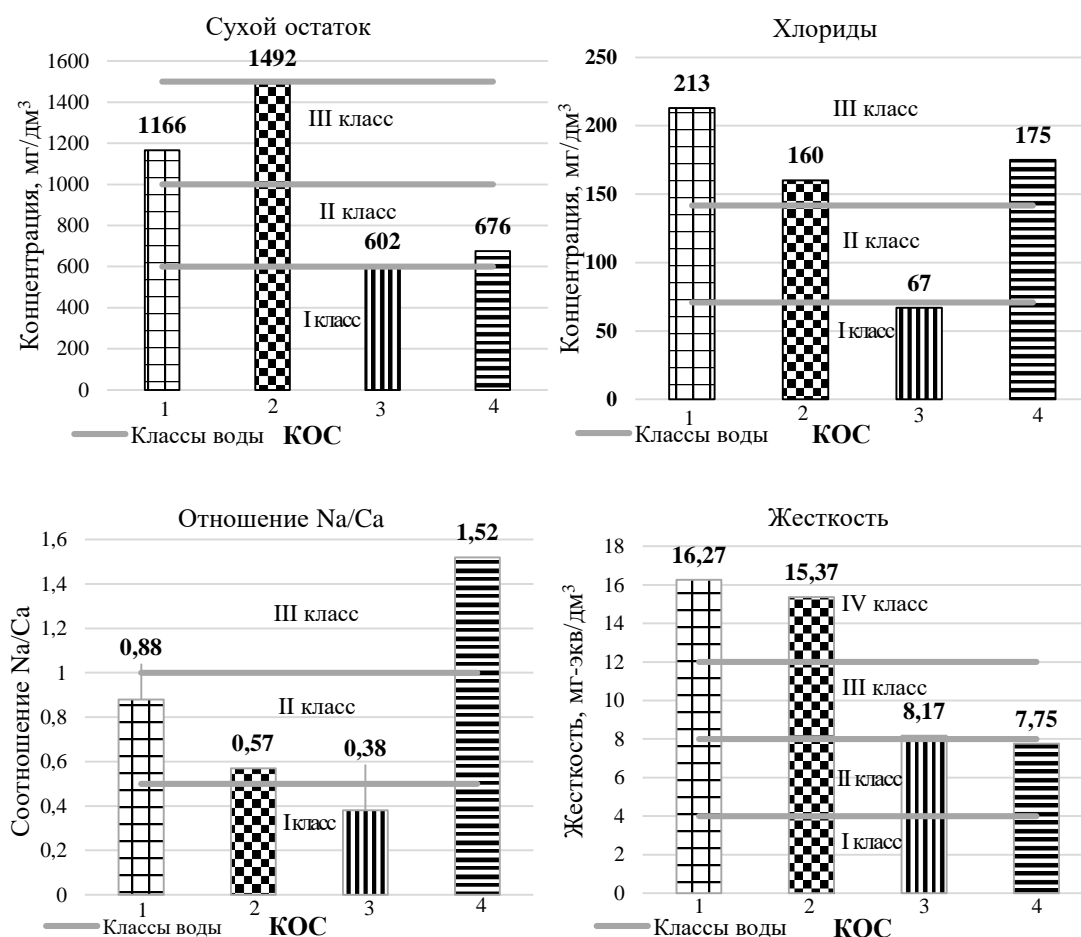 Сухой остаток
Концентрация, мг/дм³
1600
1400
1200
1000
800
600
400
200
0
1166
1492
602
676
III класс
II класс
I класс
1
2
3
4
Классы воды
КОС
Хлориды
Концентрация, мг/дм³
250
200
150
100
50
0
213
160
67
175
III класс
II класс
I класс
1
2
3
4
Классы воды
КОС
Отношение Na/Ca
Соотношение Na/Ca
1,6
1,4
1,2
1
0,8
0,6
0,4
0,2
0
0,88
0,57
0,38
1,52
III класс
II класс
I класс
1
2
3
4
Классы воды
КОС
Жесткость
Жесткость, мг-экв/дм³
18
16
14
12
10
8
6
4
2
0
16,27
15,37
8,17
7,75
IV класс
III класс
II класс
I класс
1
2
3
4
Классы воды
КОС